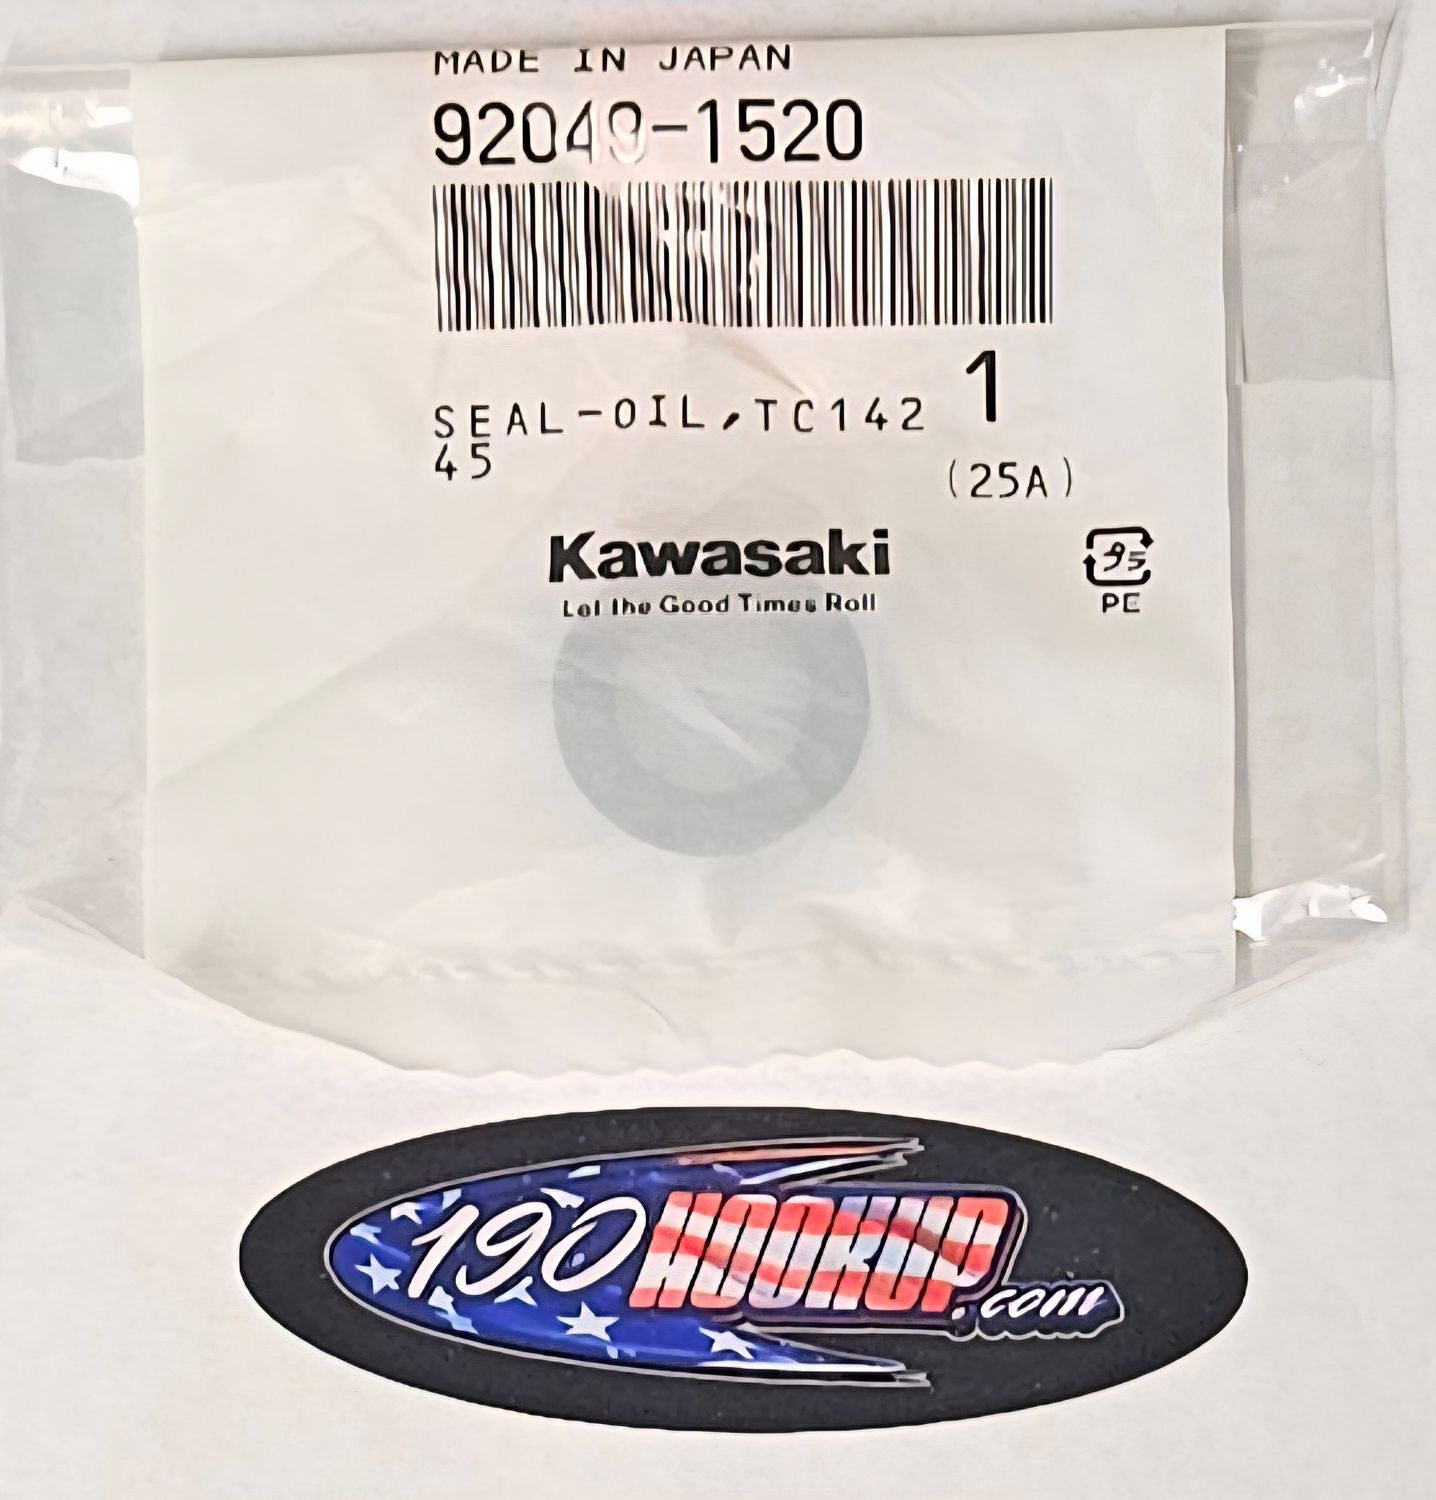 MADE IN JAPAN
92049-1520
SEAL-OIL,TC142
45
1
(25A)
Kawasaki
Let the Good Times Roll
95
PE
190HOOKUP.com